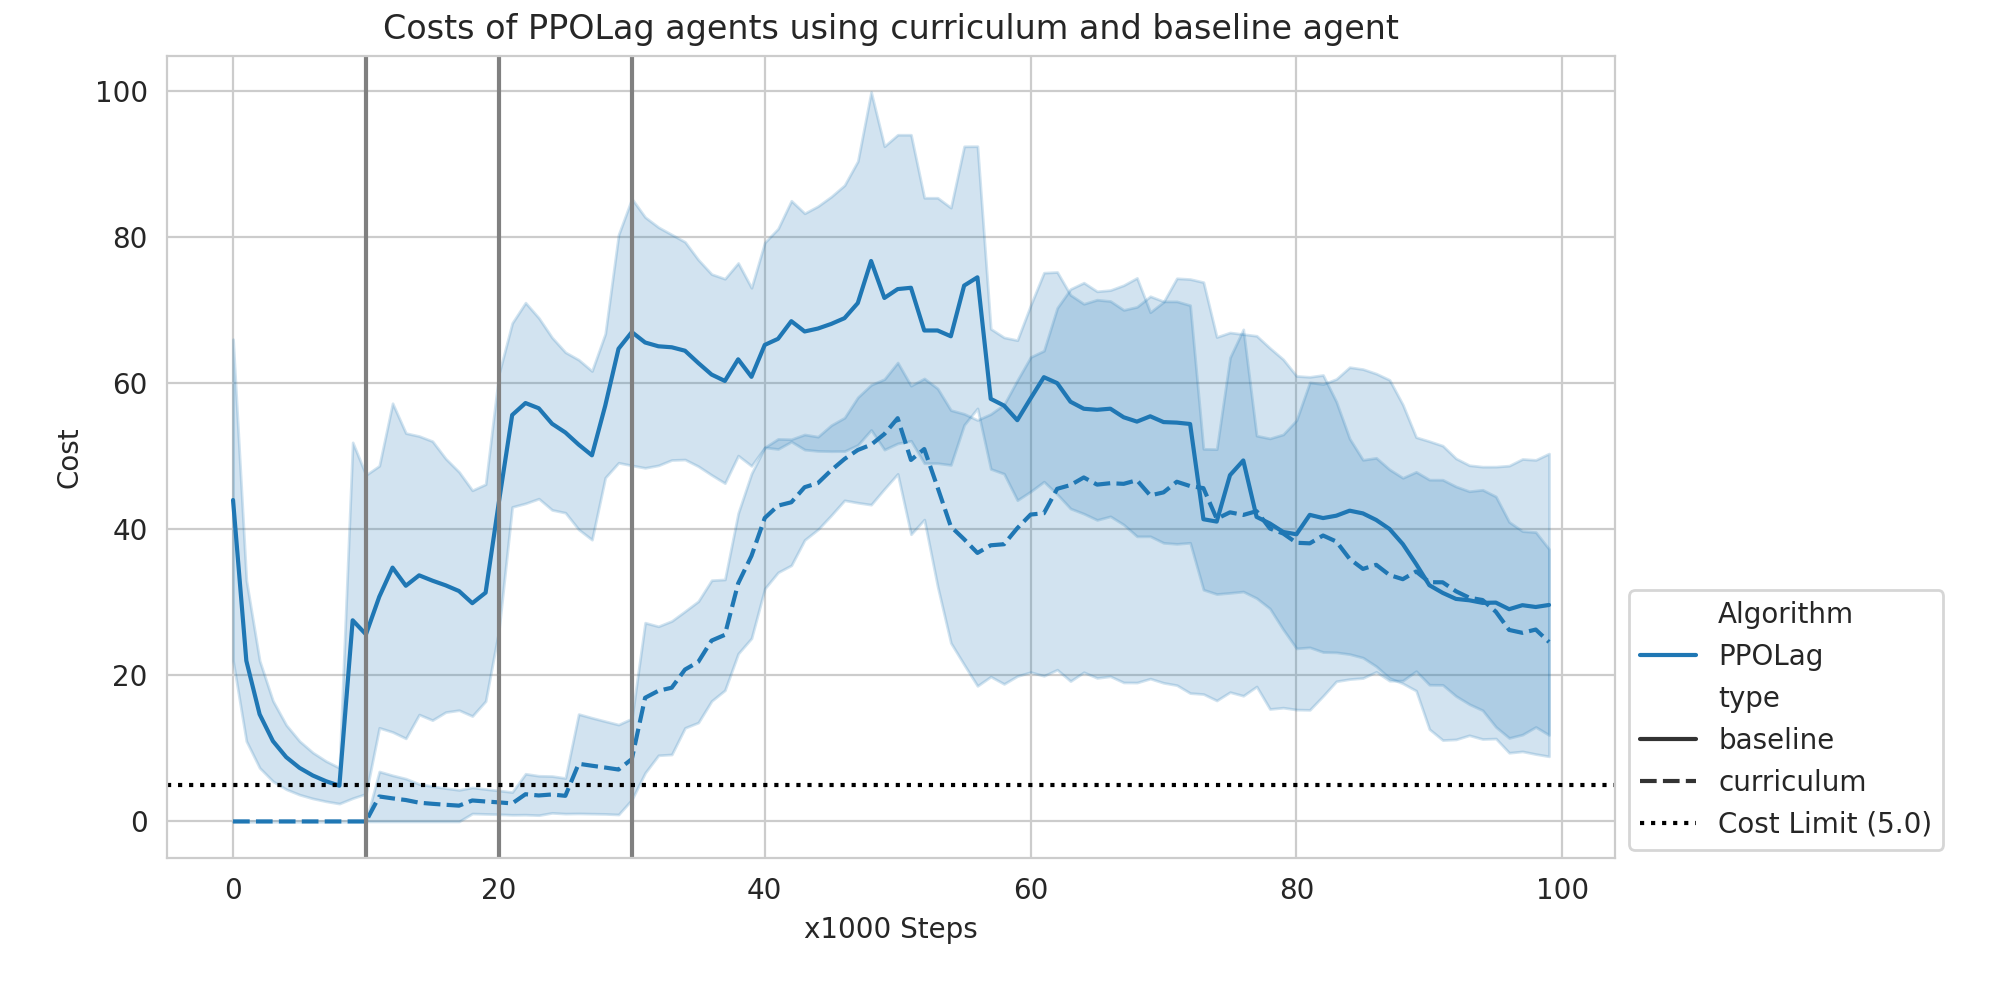 Costs of PPOLag agents using curriculum and baseline agent
100
80
60
40
20
0
Cost
0
20
40
60
80
100
x1000 Steps
Algorithm
PPOLag
type
baseline
curriculum
Cost Limit (5.0)